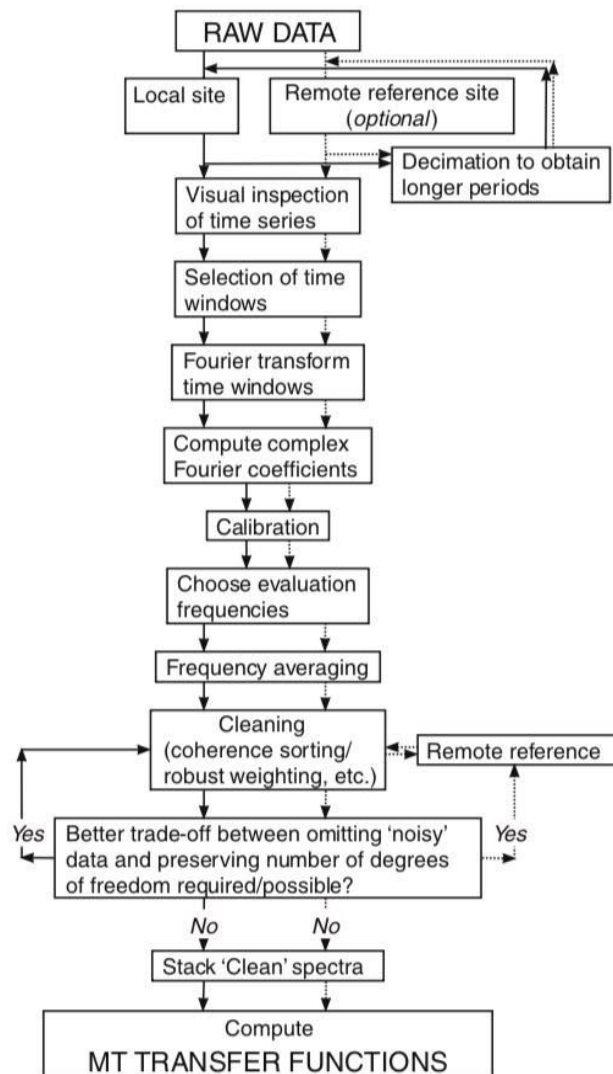 RAW DATA
Local site
Remote reference site
(optional)
Decimation to obtain
longer periods
Visual inspection
of time series
Selection of time
windows
Fourier transform
time windows
Compute complex
Fourier coefficients
Calibration
Choose evaluation
frequencies
Frequency averaging
Cleaning
(coherence sorting/
robust weighting, etc.)
Remote reference
Yes
Better trade-off between omitting ‘noisy’
data and preserving number of degrees
of freedom required/possible?
Yes
No
No
Stack ‘Clean’ spectra
Compute
MT TRANSFER FUNCTIONS